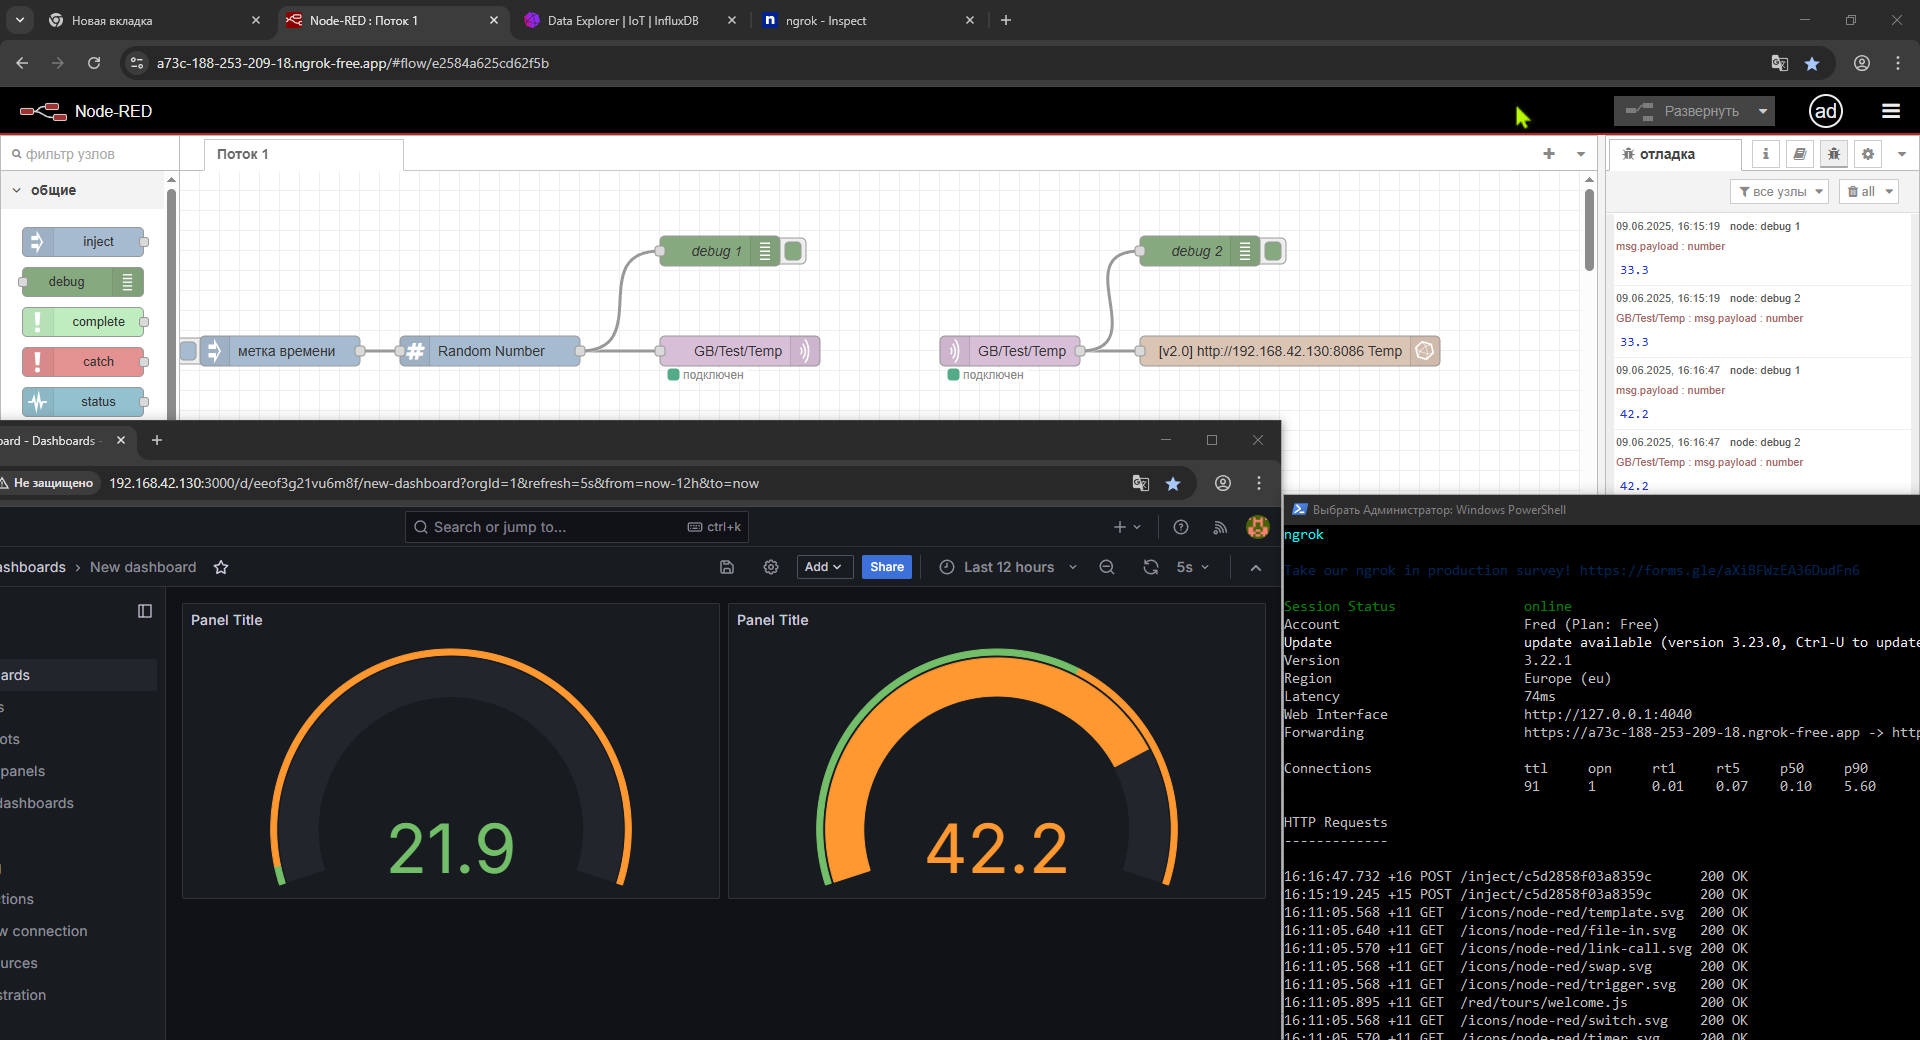 Новая вкладка
Node-RED : Поток 1
Data Explorer | IoT | InfluxDB
ngrok - Inspect
a73c-188-253-209-18.ngrok-free.app/#flow/e2584a625cd62f5b
Node-RED
Развернуть
ad
фильтр узлов
Поток 1
отладка
i
общие
все узлы
all
inject
debug
complete
catch
status
debug 1
debug 2
метка времени
Random Number
GB/Test/Temp
подключен
GB/Test/Temp
подключен
[v2.0] http://192.168.42.130:8086 Temp
09.06.2025, 16:15:19 node: debug 1
msg.payload : number
33.3
09.06.2025, 16:15:19 node: debug 2
GB/Test/Temp : msg.payload : number
33.3
09.06.2025, 16:16:47 node: debug 1
msg.payload : number
42.2
09.06.2025, 16:16:47 node: debug 2
GB/Test/Temp : msg.payload : number
42.2
oard - Dashboards -
Не защищено
192.168.42.130:3000/d/eeof3g21vu6m8f/new-dashboard?orgId=1&refresh=5s&from=now-12h&to=now
Search or jump to...
ctrl+k
ashboards › New dashboard
Add
Share
Last 12 hours
5s
ards
s
ots
panels
dashboards
g
tions
w connection
urces
stration
Panel Title
21.9
Panel Title
42.2
Выбрать Администратор: Windows PowerShell
ngrok
Take our ngrok in production survey! https://forms.gle/aXiBFWzEA36DudFn6
Session Status online
Account Fred (Plan: Free)
Update update available (version 3.23.0, Ctrl-U to update
Version 3.22.1
Region Europe (eu)
Latency 74ms
Web Interface http://127.0.0.1:4040
Forwarding https://a73c-188-253-209-18.ngrok-free.app -> http
Connections ttl opn rt1 rt5 p50 p90
91 1 0.01 0.07 0.10 5.60
HTTP Requests
-------------
16:16:47.732 +16 POST /inject/c5d2858f03a8359c 200 OK
16:15:19.245 +15 POST /inject/c5d2858f03a8359c 200 OK
16:11:05.568 +11 GET /icons/node-red/template.svg 200 OK
16:11:05.640 +11 GET /icons/node-red/file-in.svg 200 OK
16:11:05.570 +11 GET /icons/node-red/link-call.svg 200 OK
16:11:05.568 +11 GET /icons/node-red/swap.svg 200 OK
16:11:05.568 +11 GET /icons/node-red/trigger.svg 200 OK
16:11:05.895 +11 GET /red/tours/welcome.js 200 OK
16:11:05.568 +11 GET /icons/node-red/switch.svg 200 OK
16:11:05.570 +11 GET /icons/node-red/timer.svg 200 OK